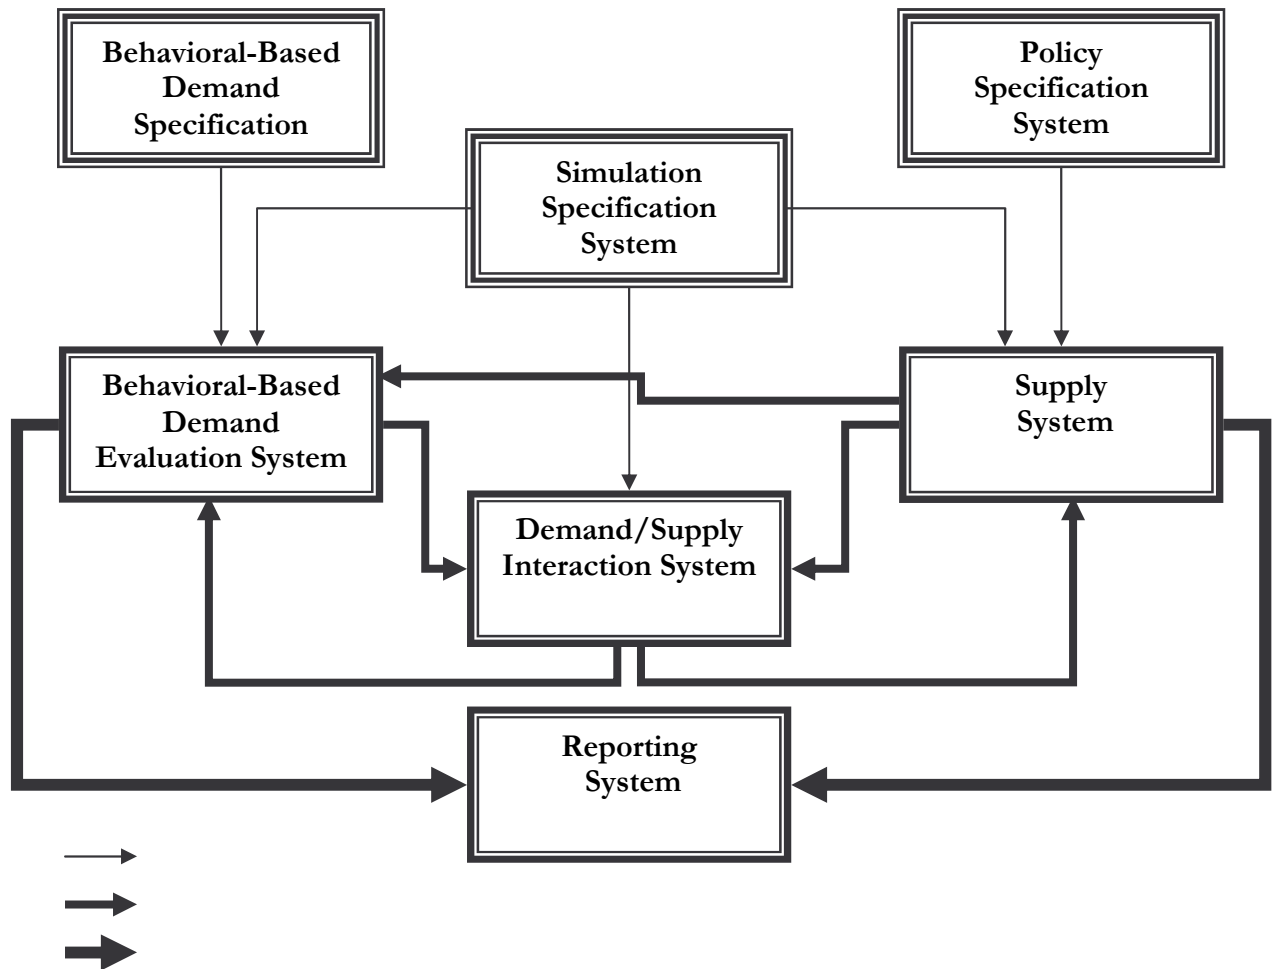 Behavioral-Based
Demand
Specification
Policy
Specification
System
Simulation
Specification
System
Behavioral-Based
Demand
Evaluation System
Supply
System
Demand/Supply
Interaction System
Reporting
System